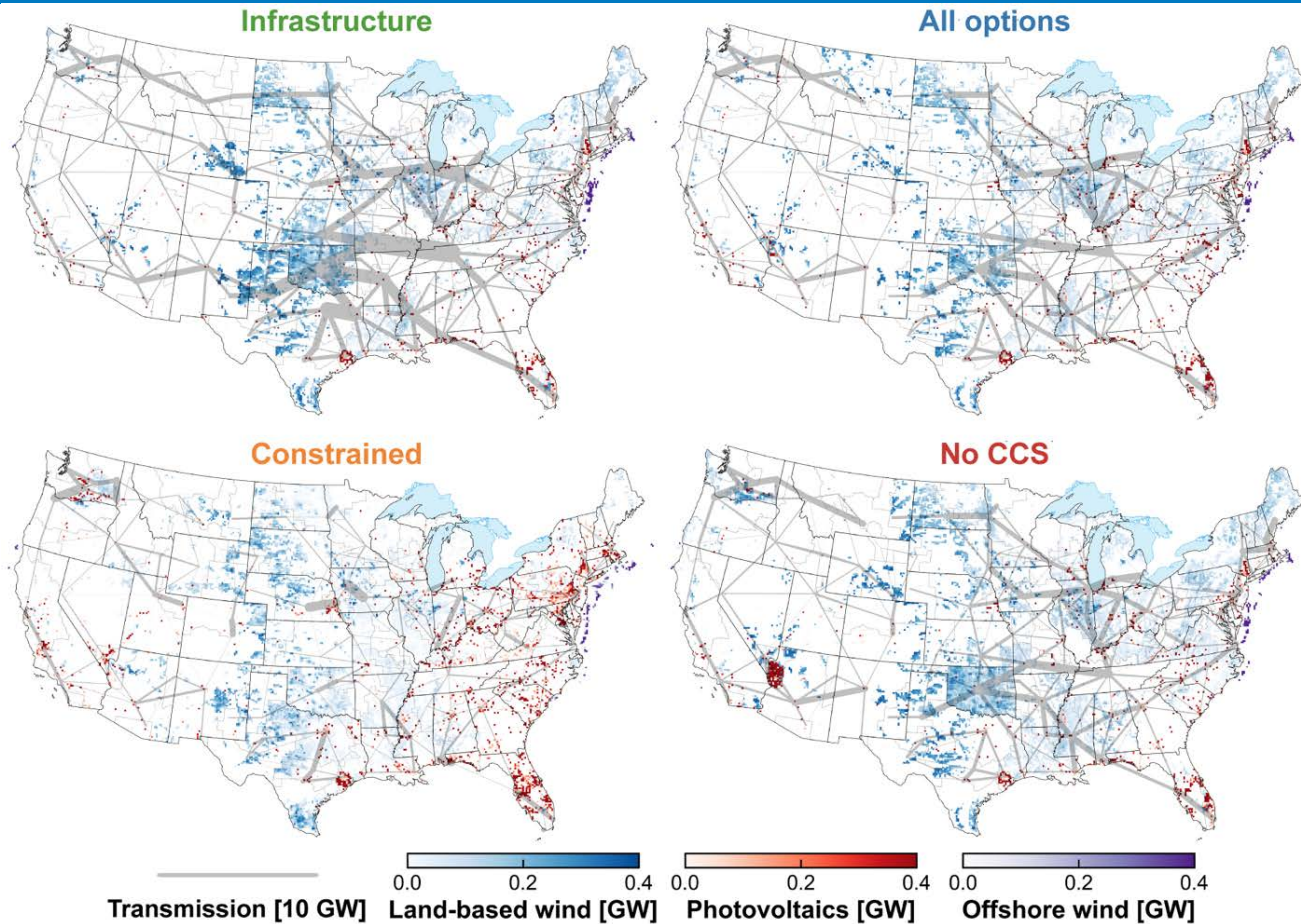 Infrastructure
All options
Constrained
No CCS
0.0 0.2 0.4
0.0 0.2 0.4
0.0 0.2 0.4
Transmission [10 GW] Land-based wind [GW] Photovoltaics [GW] Offshore wind [GW]